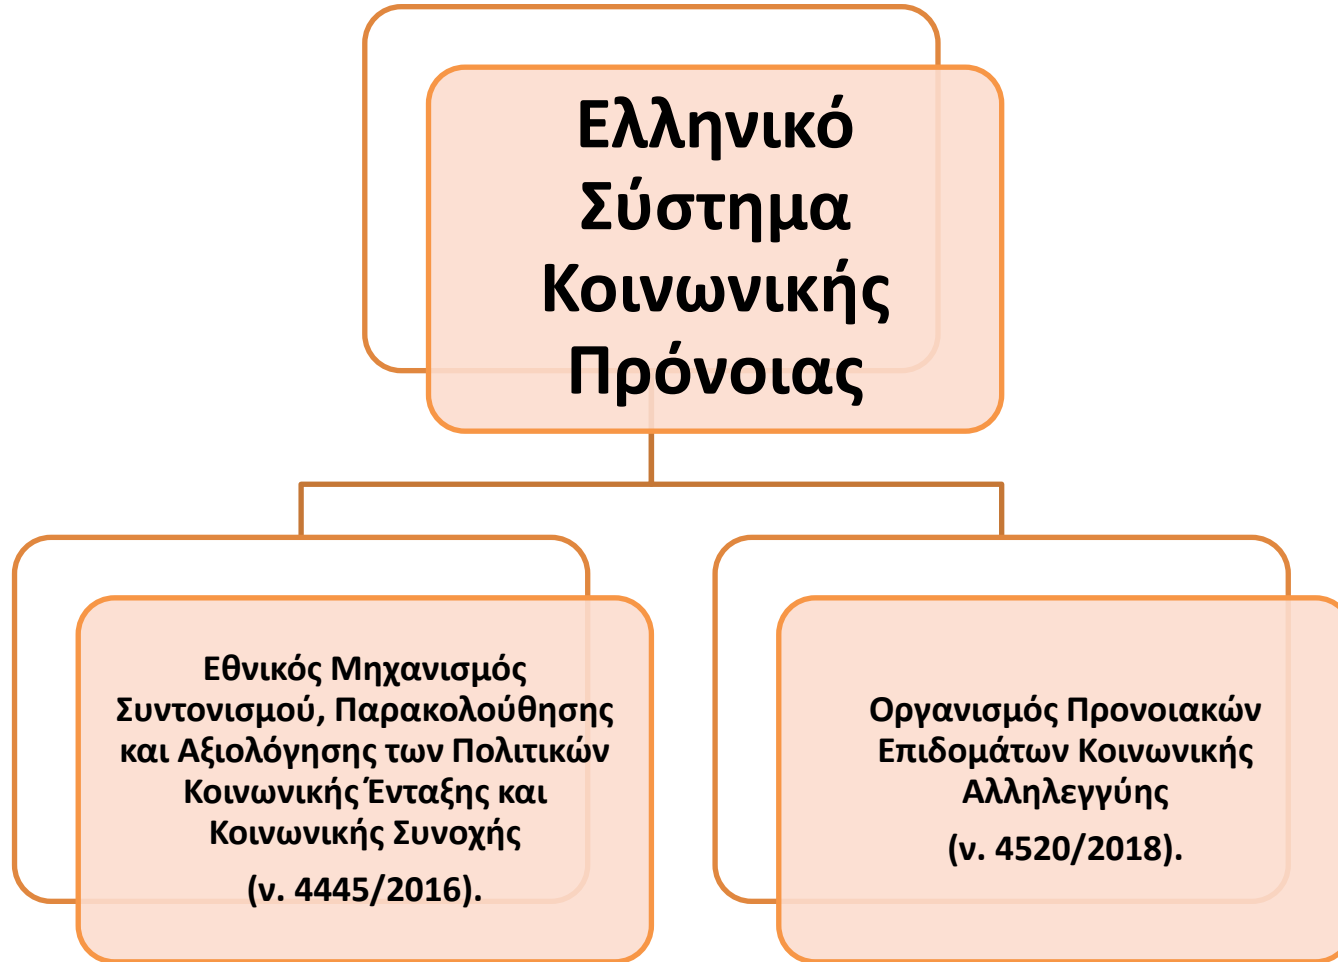 Ελληνικό
Σύστημα
Κοινωνικής
Πρόνοιας
Εθνικός Μηχανισμός
Συντονισμού, Παρακολούθησης
και Αξιολόγησης των Πολιτικών
Κοινωνικής Ένταξης και
Κοινωνικής Συνοχής
(ν. 4445/2016).
Οργανισμός Προνοιακών
Επιδομάτων Κοινωνικής
Αλληλεγγύης
(ν. 4520/2018).